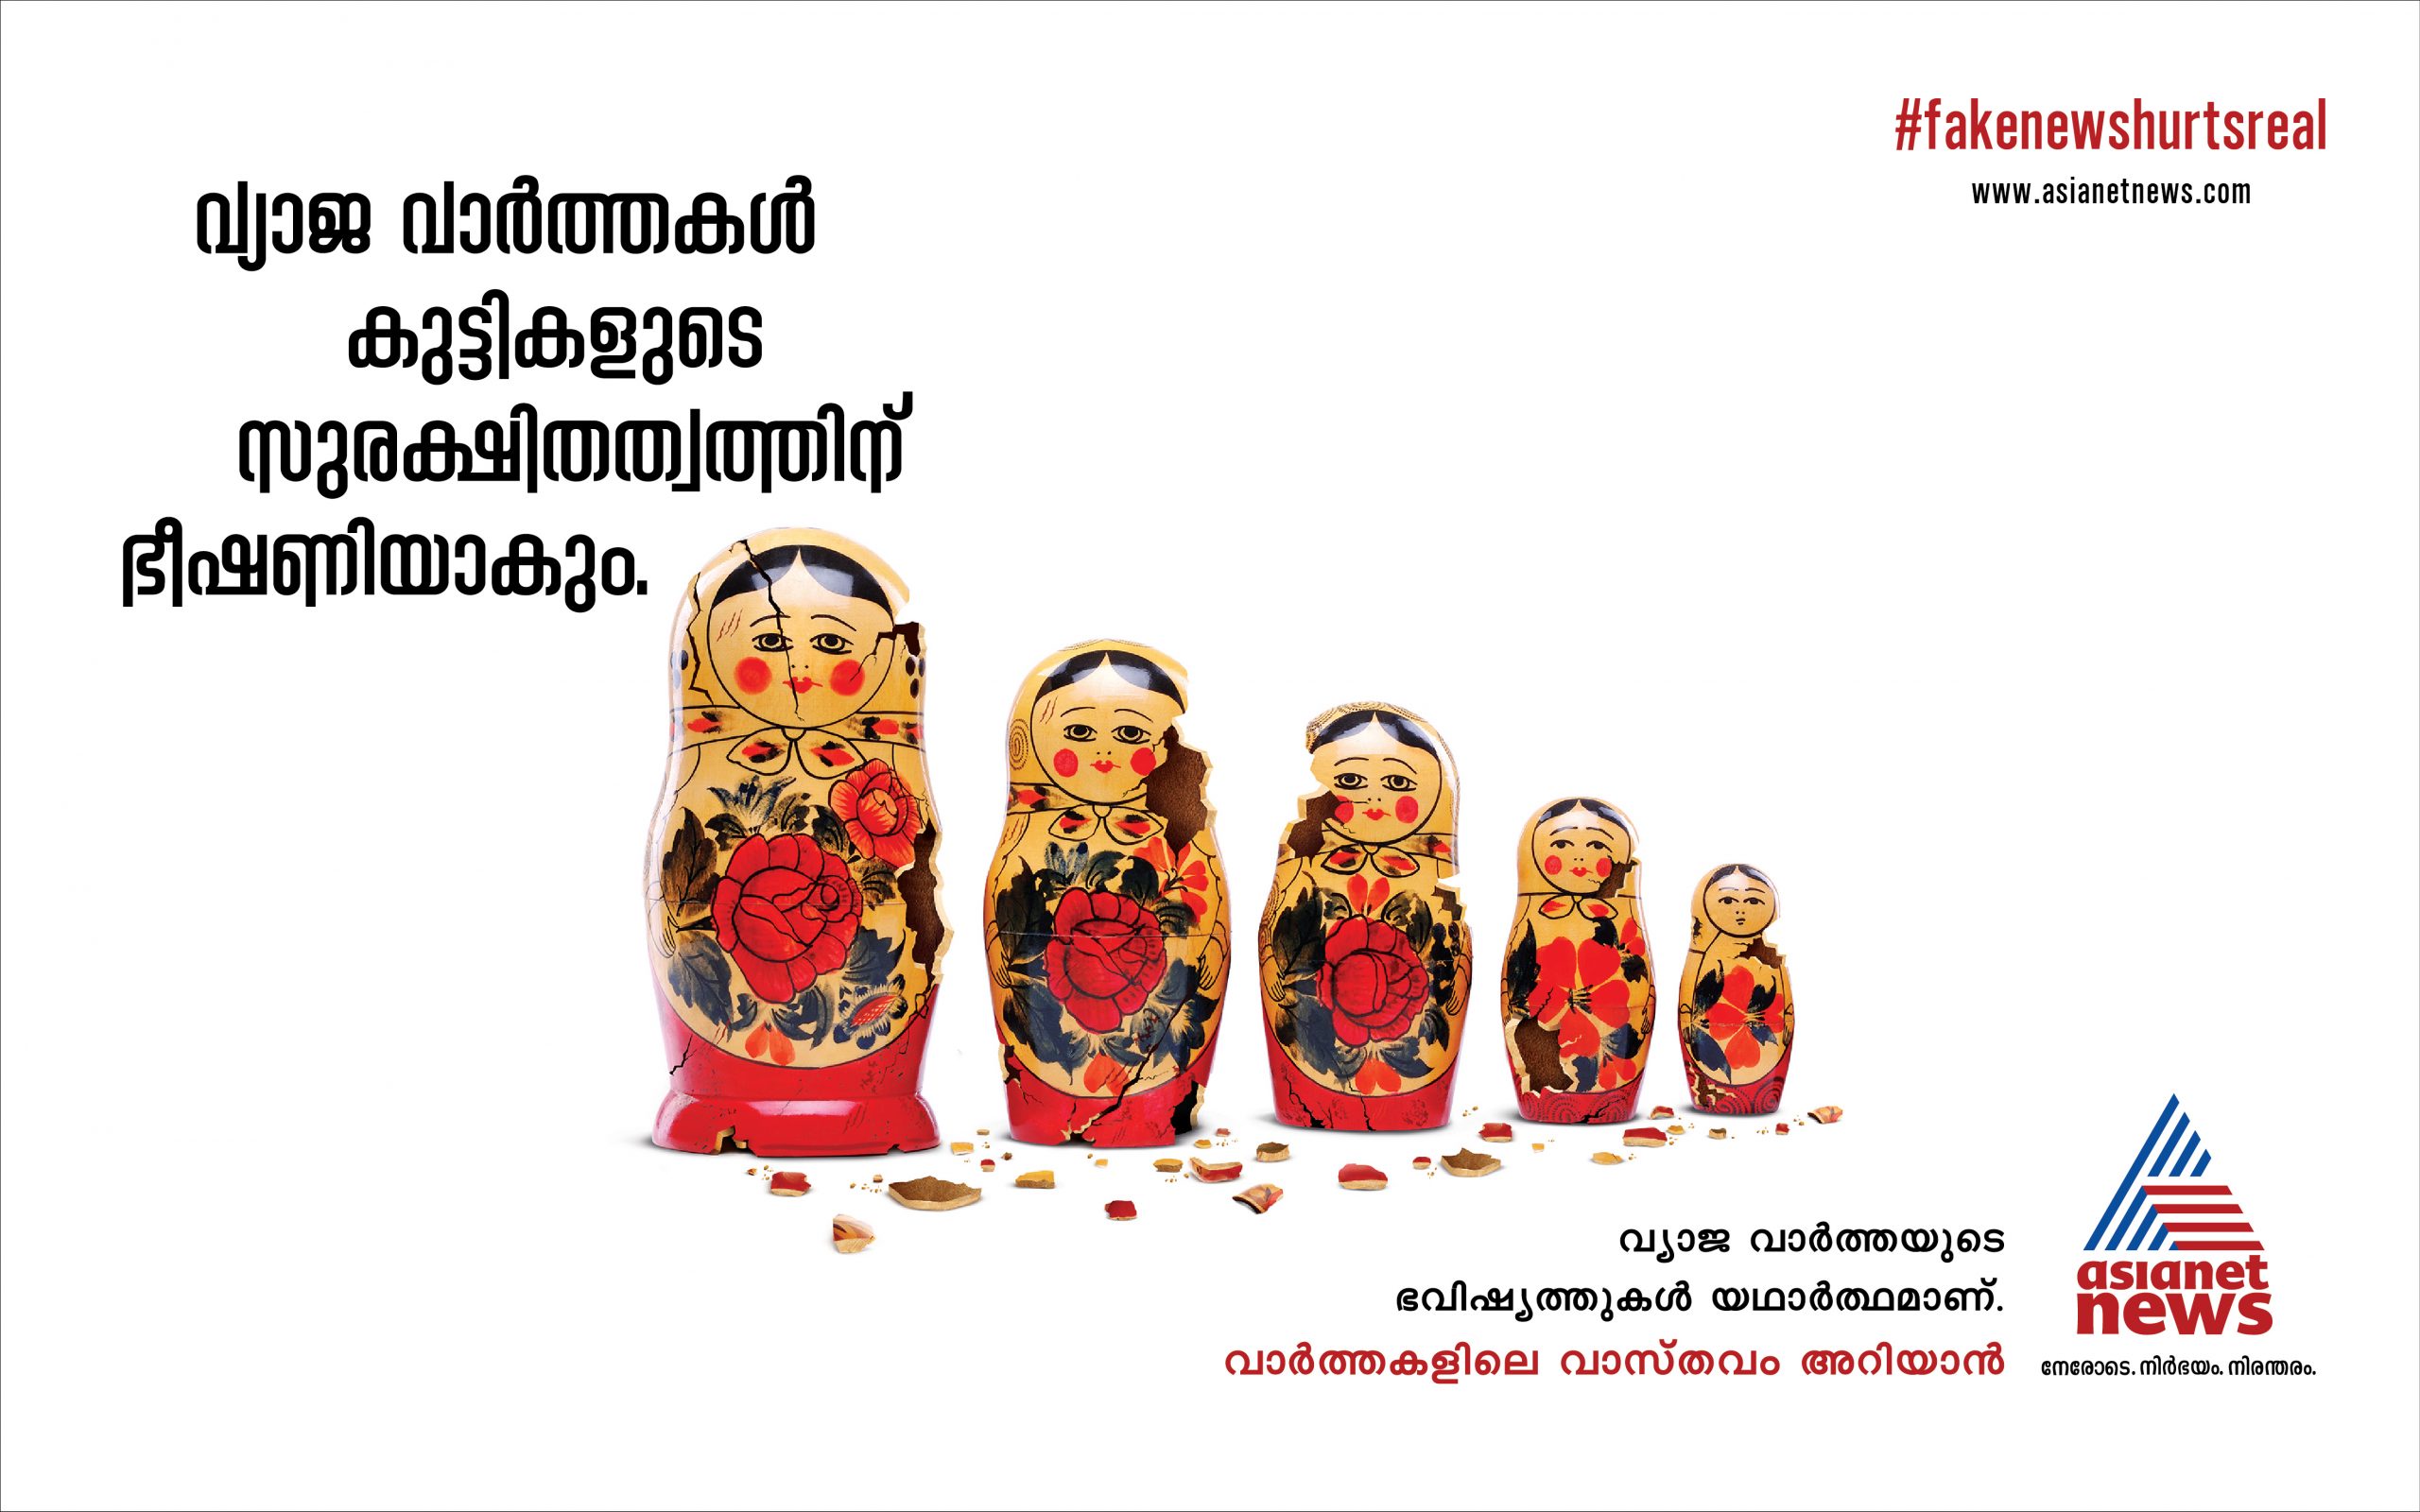 #fakenewshurtsreal
www.asianetnews.com
വ്യാജ വാർത്തകൾ
കുട്ടികളുടെ
സുരക്ഷിതത്വത്തിന്
ഭീഷണിയാകും.
വ്യാജ വാർത്തയുടെ
ഭവിഷ്യത്തുകൾ യഥാർത്ഥമാണ്.
വാർത്തകളിലെ വാസ്തവം അറിയാൻ
asianet
news
നേരോടെ. നിർഭയം. നിരന്തരം.